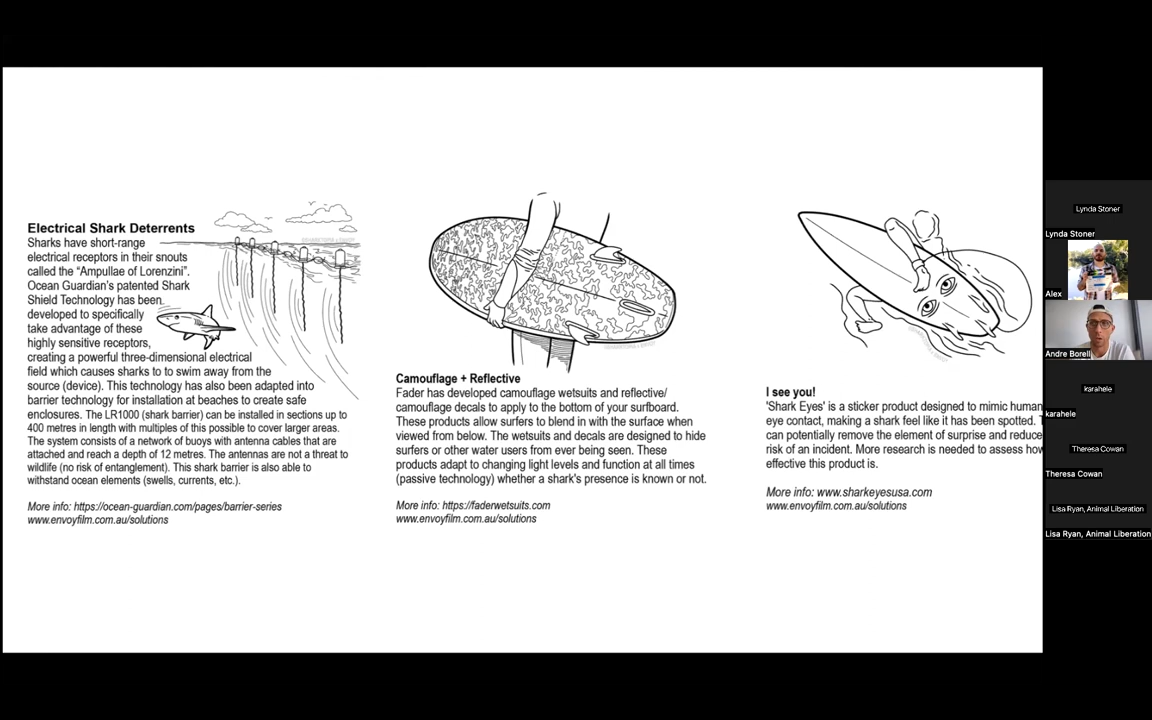 Electrical Shark Deterrents
Sharks have short-range
electrical receptors in their snouts
called the “Ampullae of Lorenzini”.
Ocean Guardian's patented Shark
Shield Technology has been
developed to specifically
take advantage of these
highly sensitive receptors,
creating a powerful three-dimensional electrical
field which causes sharks to to swim away from the
source (device). This technology has also been adapted into
barrier technology for installation at beaches to create safe
enclosures. The LR1000 (shark barrier) can be installed in sections up to
400 metres in length with multiples of this possible to cover larger areas.
The system consists of a network of buoys with antenna cables that are
attached and reach a depth of 12 metres. The antennas are not a threat to
wildlife (no risk of entanglement). This shark barrier is also able to
withstand ocean elements (swells, currents, etc.).
More info: https://ocean-guardian.com/pages/barrier-series
www.envoyfilm.com.au/solutions
Camouflage + Reflective
Fader has developed camouflage wetsuits and reflective/
camouflage decals to apply to the bottom of your surfboard.
These products allow surfers to blend in with the surface when
viewed from below. The wetsuits and decals are designed to hide
surfers or other water users from ever being seen. These
products adapt to changing light levels and function at all times
(passive technology) whether a shark's presence is known or not.
More info: https://faderwetsuits.com
www.envoyfilm.com.au/solutions
I see you!
'Shark Eyes' is a sticker product designed to mimic human
eye contact, making a shark feel like it has been spotted.
can potentially remove the element of surprise and reduce
risk of an incident. More research is needed to assess how
effective this product is.
More info: www.sharkeyesusa.com
www.envoyfilm.com.au/solutions
Lynda Stoner
Lynda Stoner
Alex
Andre Borell
karahele
karahele
Theresa Cowan
Theresa Cowan
Lisa Ryan, Animal Liberation
Lisa Ryan, Animal Liberation